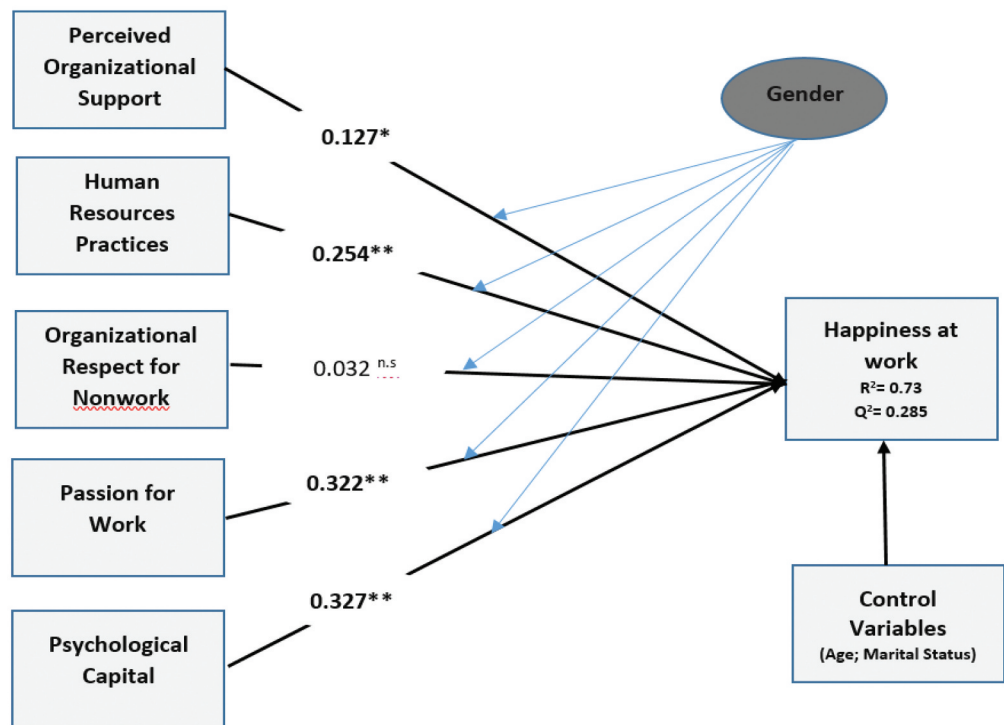 Perceived
Organizational
Support
Gender
0.127*
Human
Resources
Practices
0.254**
Organizational
Respect for
Nonwork
0.032 n.s
Happiness at
work
R²= 0.73
Q²= 0.285
Passion for
Work
0.322**
Psychological
Capital
0.327**
Control
Variables
(Age; Marital Status)